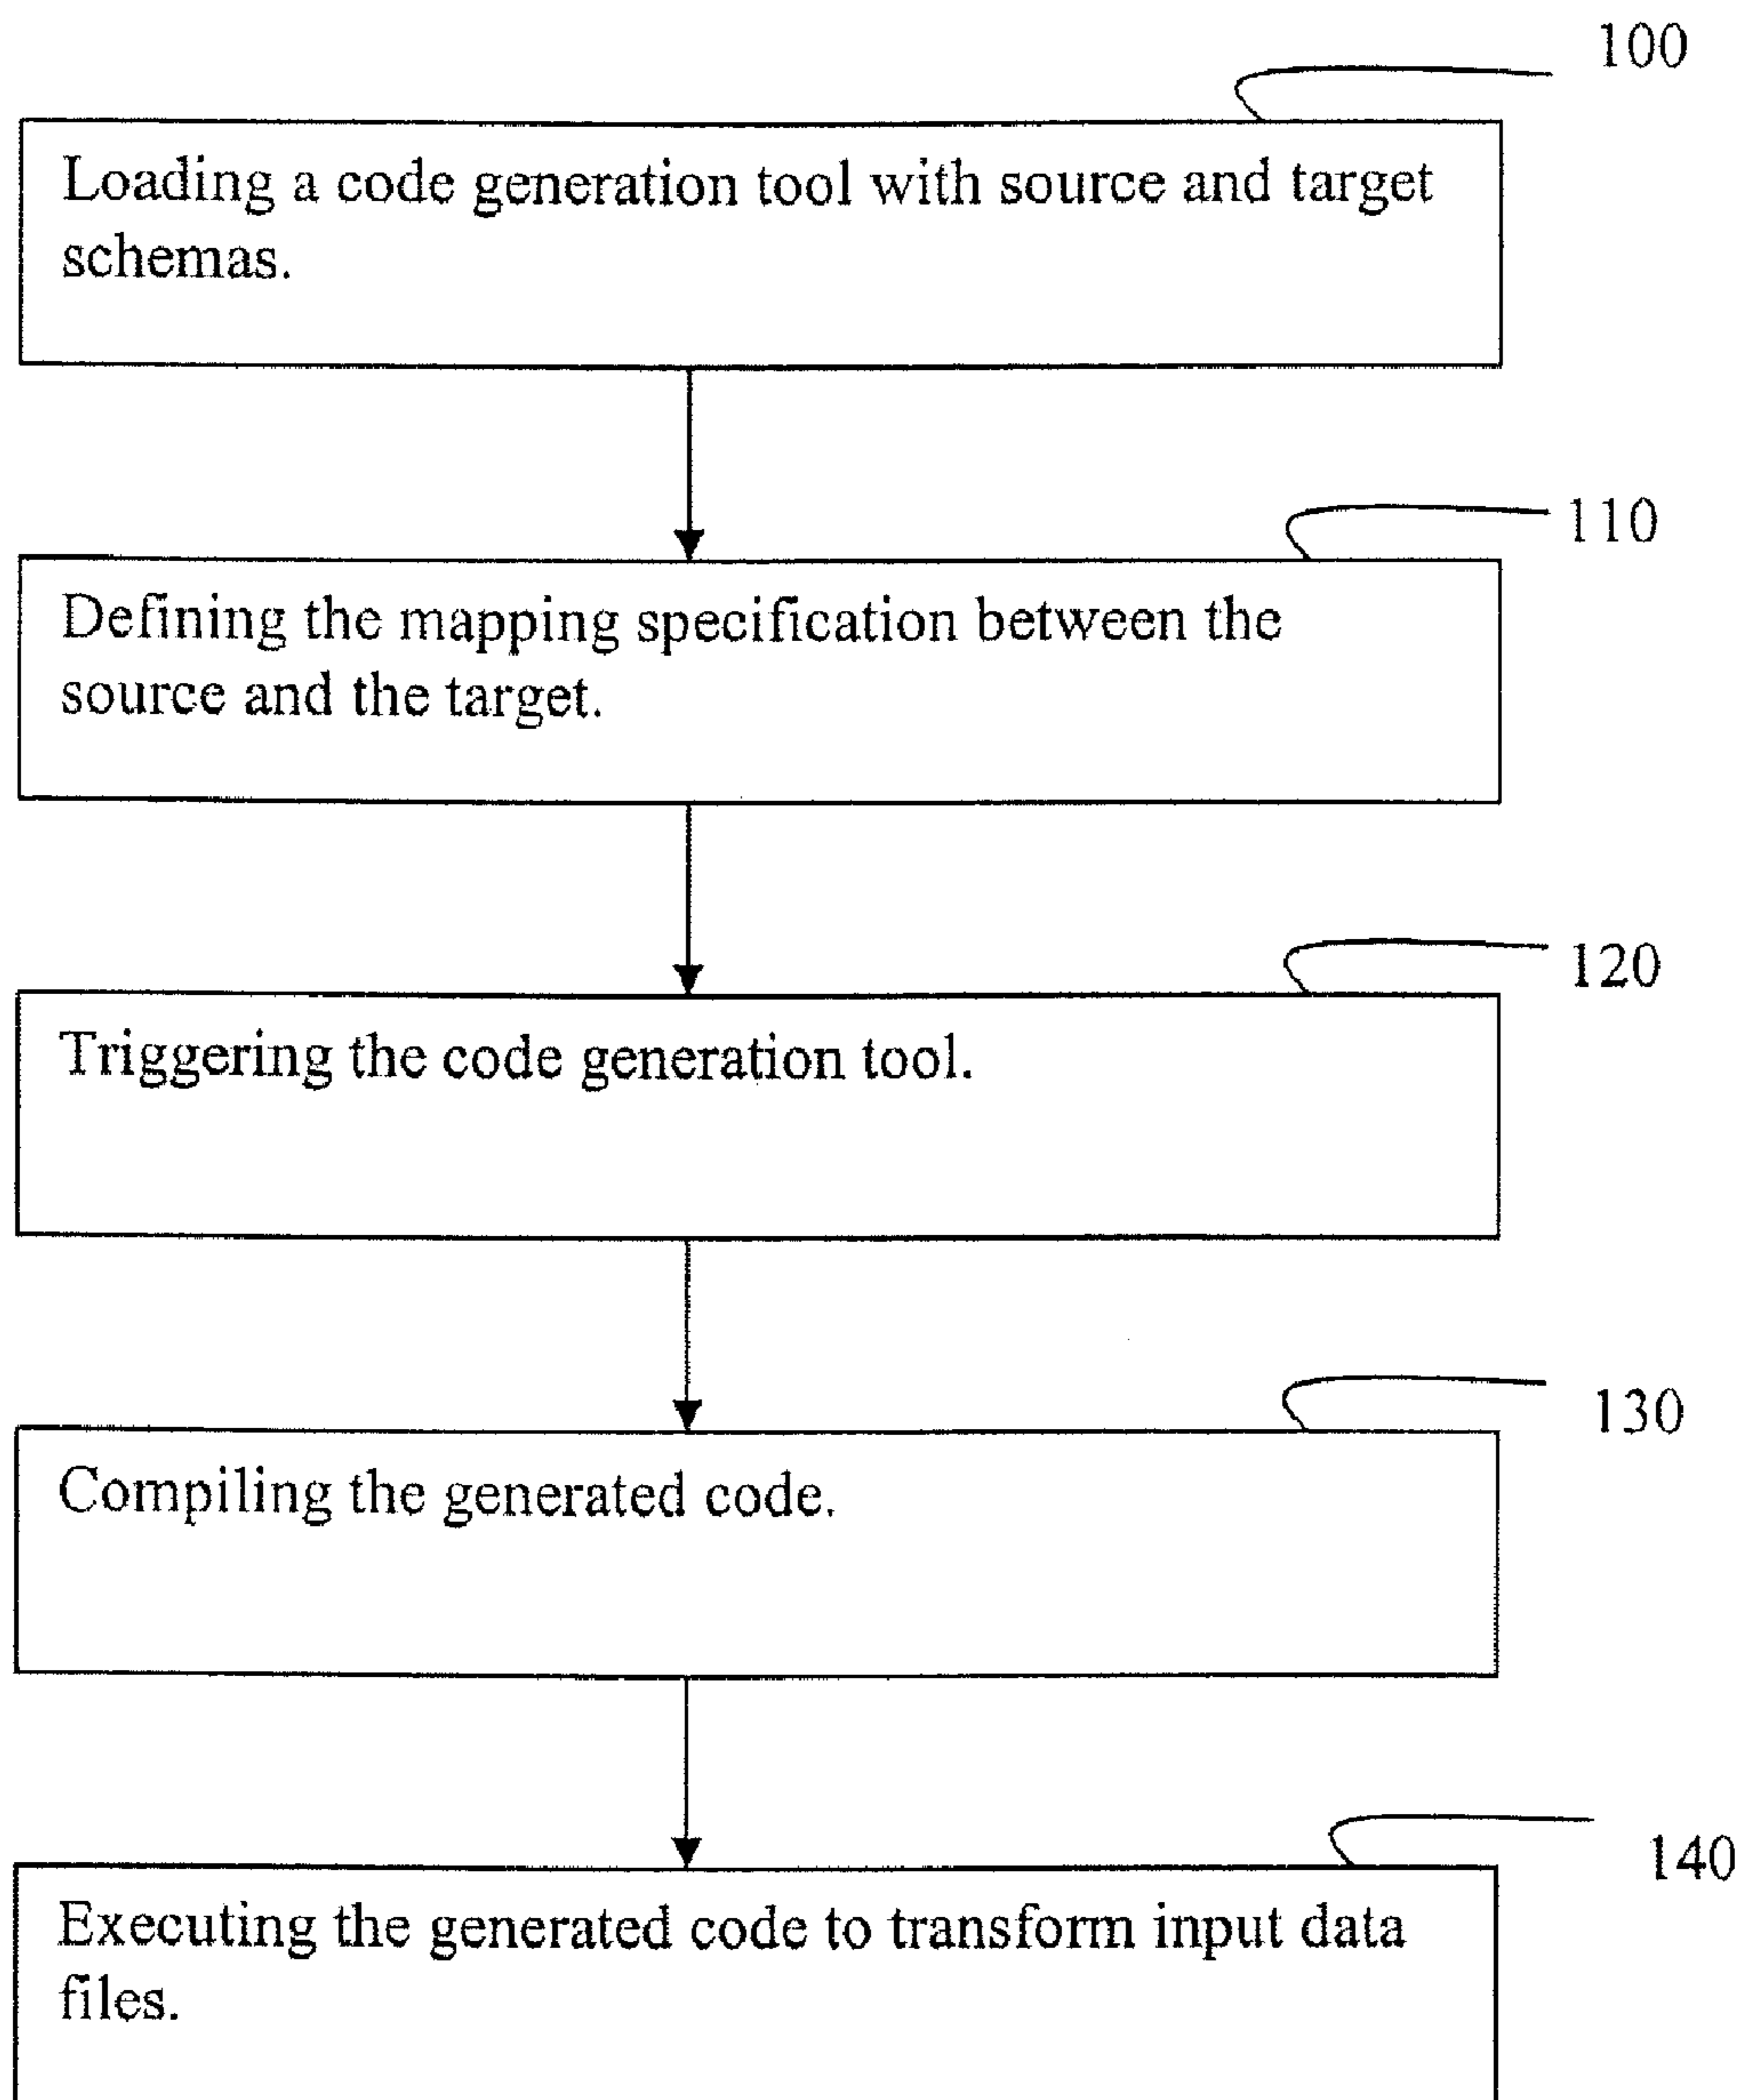 100
Loading a code generation tool with source and target
schemas.
110
Defining the mapping specification between the
source and the target.
120
Triggering the code generation tool.
130
Compiling the generated code.
140
Executing the generated code to transform input data
files.